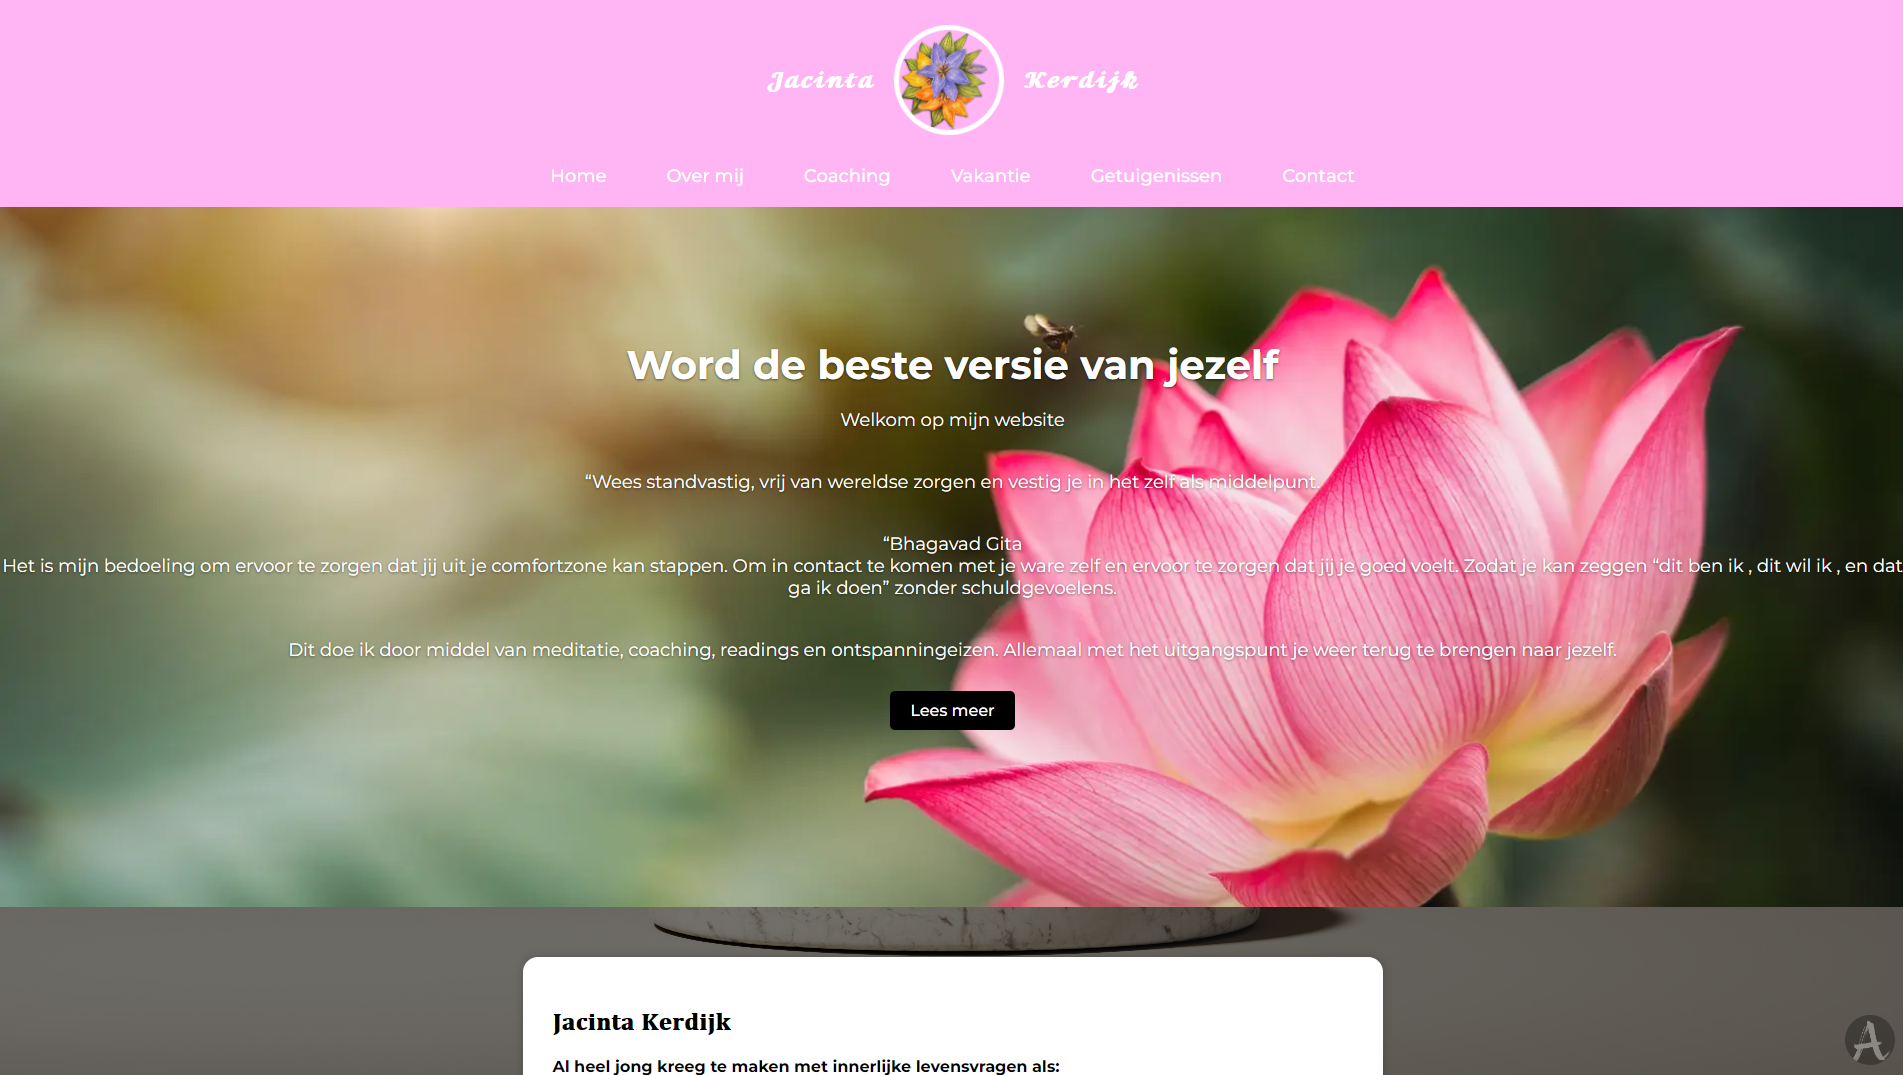 Jacinta Kerdijk
Home Over mij Coaching Vakantie Getuigenissen Contact
Word de beste versie van jezelf
Welkom op mijn website
“Wees standvastig, vrij van wereldse zorgen en vestig je in het zelf als middelpunt.
“Bhagavad Gita
Het is mijn bedoeling om ervoor te zorgen dat jij uit je comfortzone kan stappen. Om in contact te komen met je ware zelf en ervoor te zorgen dat jij je goed voelt. Zodat je kan zeggen “dit ben ik , dit wil ik , en dat
ga ik doen” zonder schuldgevoelens.
Dit doe ik door middel van meditatie, coaching, readings en ontspanningeizen. Allemaal met het uitgangspunt je weer terug te brengen naar jezelf.
Lees meer
Jacinta Kerdijk
Al heel jong kreeg te maken met innerlijke levensvragen als:
A